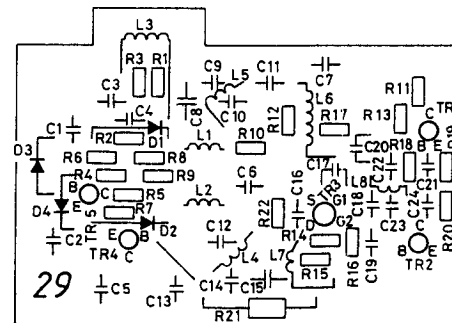 L3
R3 R1
C3
C4
C1
R2
D1
D3
R6
R8
R4
R9
B
C
R5
E
R7
D4
TR5
E
B
D2
C2
TR4
C
29
C5
C13
C9
L5
C11
C7
C8
C10
R12
L6
R17
L1
R10
C6
L2
C12
L4
C14
C15
R21
R22
C16
C17
TR3
S
G1
D
G2
R14
R15
L7
R16
C19
C18
L8
C20
C22
R18
C23
C24
C21
R13
R11
C
TR
B
E
R19
R20
E
B
C
TR2